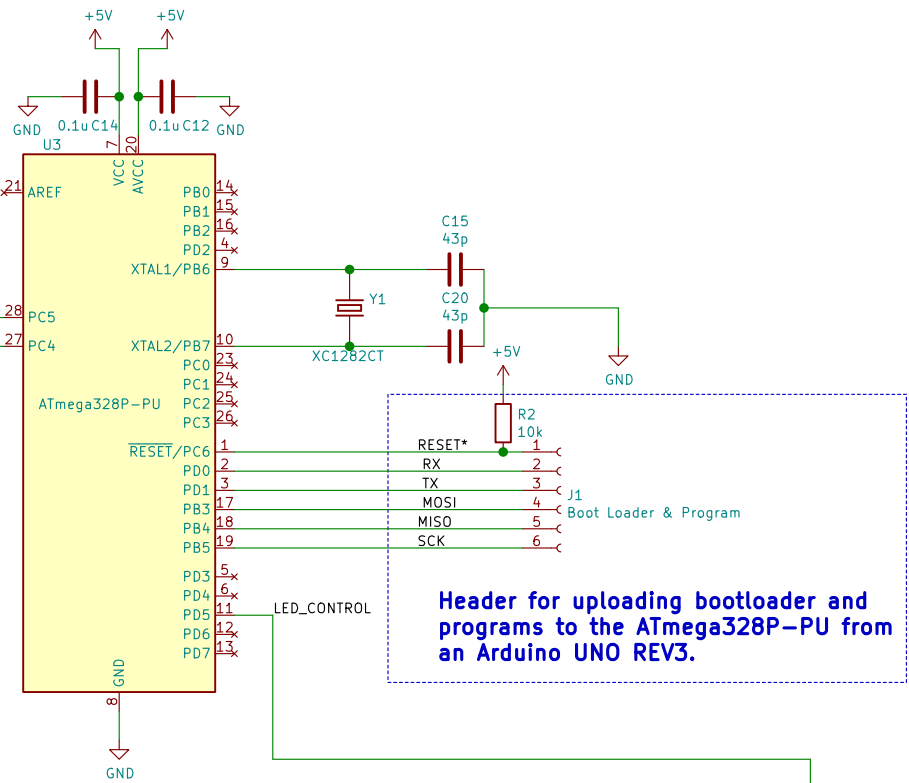 +5V +5V
GND 0.1u C14 0.1u C12 GND
U3
7 20
VCC AVCC
21 AREF PB0 14
PB1 15
PB2 16
PD2 4
XTAL1/PB6 9
C15
43p
C20
43p
Y1
28 PC5
27 PC4 XTAL2/PB7 10
XC1282CT
+5V
GND
PC0 23
PC1 24
ATmega328P-PU PC2 25
PC3 26
R2
10k
RESET/PC6 1 RESET* 1
PD0 2 RX 2
PD1 3 TX 3
PB3 17 MOSI 4
PB4 18 MISO 5
PB5 19 SCK 6
J1
Boot Loader & Program
PD3 5
PD4 6
PD5 11 LED_CONTROL
PD6 12
PD7 13
Header for uploading bootloader and
programs to the ATmega328P-PU from
an Arduino UNO REV3.
GND
8
GND